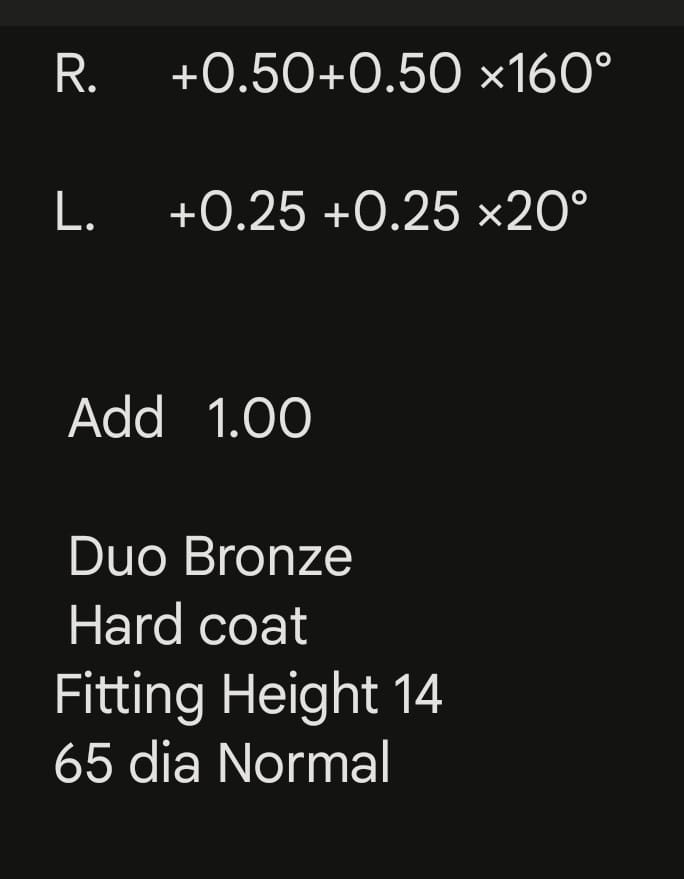 R. +0.50+0.50 ×160°
L. +0.25 +0.25 ×20°
Add 1.00
Duo Bronze
Hard coat
Fitting Height 14
65 dia Normal